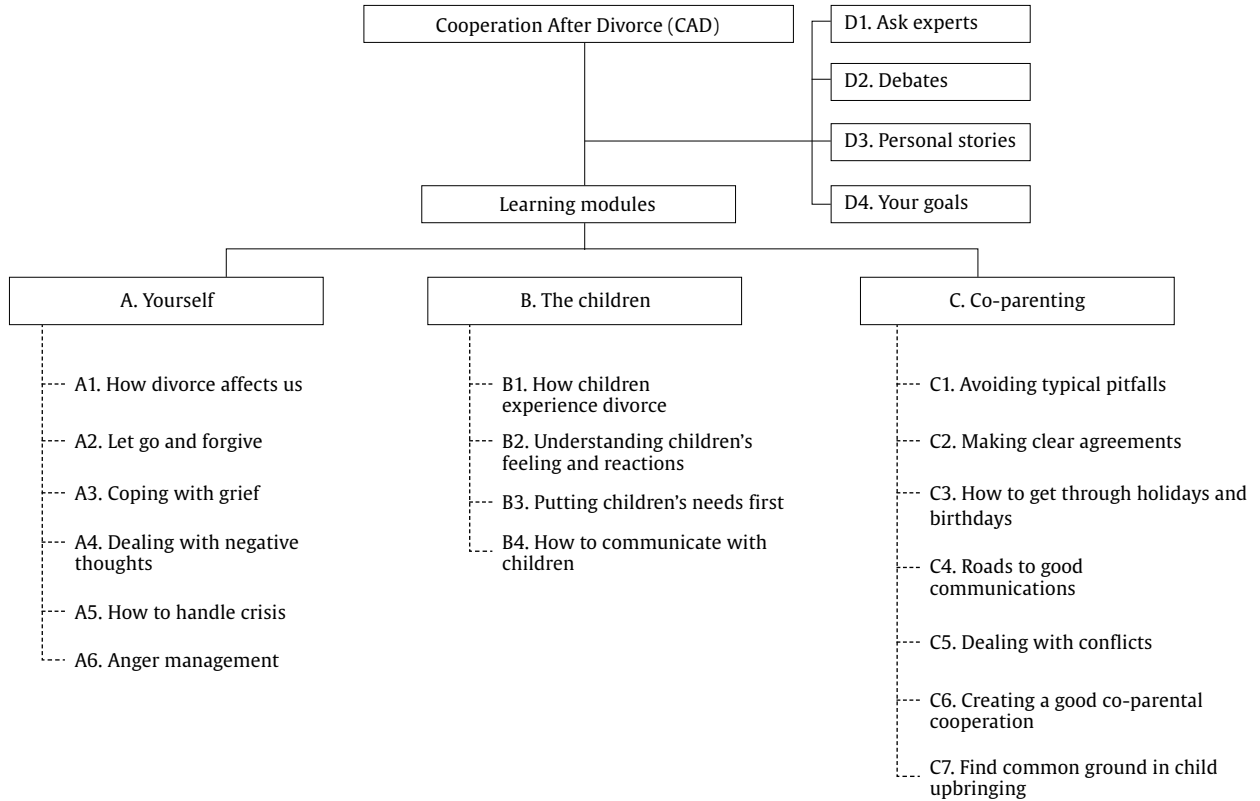 Cooperation After Divorce (CAD)
D1. Ask experts
D2. Debates
D3. Personal stories
D4. Your goals
Learning modules
A. Yourself
B. The children
C. Co-parenting
A1. How divorce affects us
A2. Let go and forgive
A3. Coping with grief
A4. Dealing with negative
thoughts
A5. How to handle crisis
A6. Anger management
B1. How children
experience divorce
B2. Understanding children’s
feeling and reactions
B3. Putting children’s needs first
B4. How to communicate with
children
C1. Avoiding typical pitfalls
C2. Making clear agreements
C3. How to get through holidays and
birthdays
C4. Roads to good
communications
C5. Dealing with conflicts
C6. Creating a good co-parental
cooperation
C7. Find common ground in child
upbringing